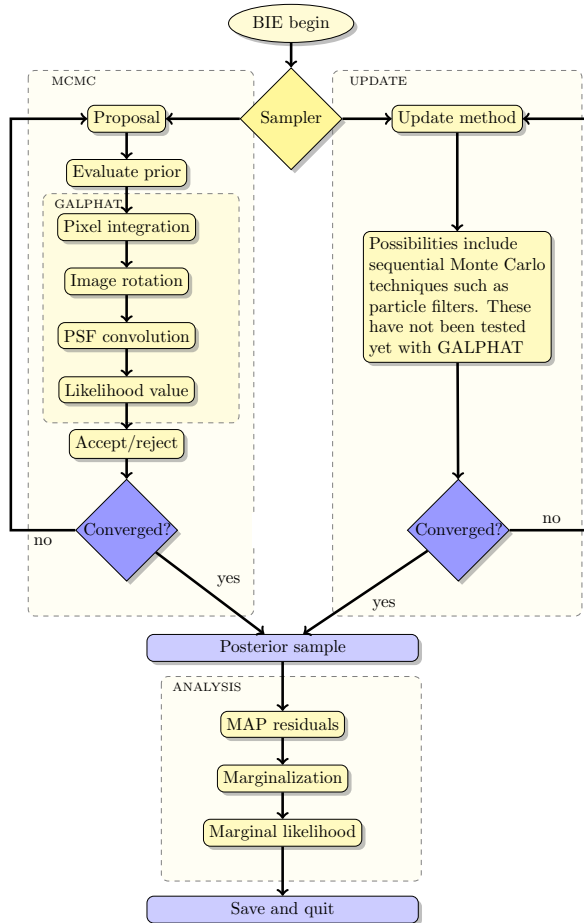 BIE begin
MCMC
UPDATE
Proposal
Sampler
Update method
Evaluate prior
GALPHAT
Pixel integration
Image rotation
PSF convolution
Likelihood value
Accept/reject
Converged?
no
yes
Possibilities include
sequential Monte Carlo
techniques such as
particle filters. These
have not been tested
yet with GALPHAT
Converged?
no
yes
Posterior sample
ANALYSIS
MAP residuals
Marginalization
Marginal likelihood
Save and quit